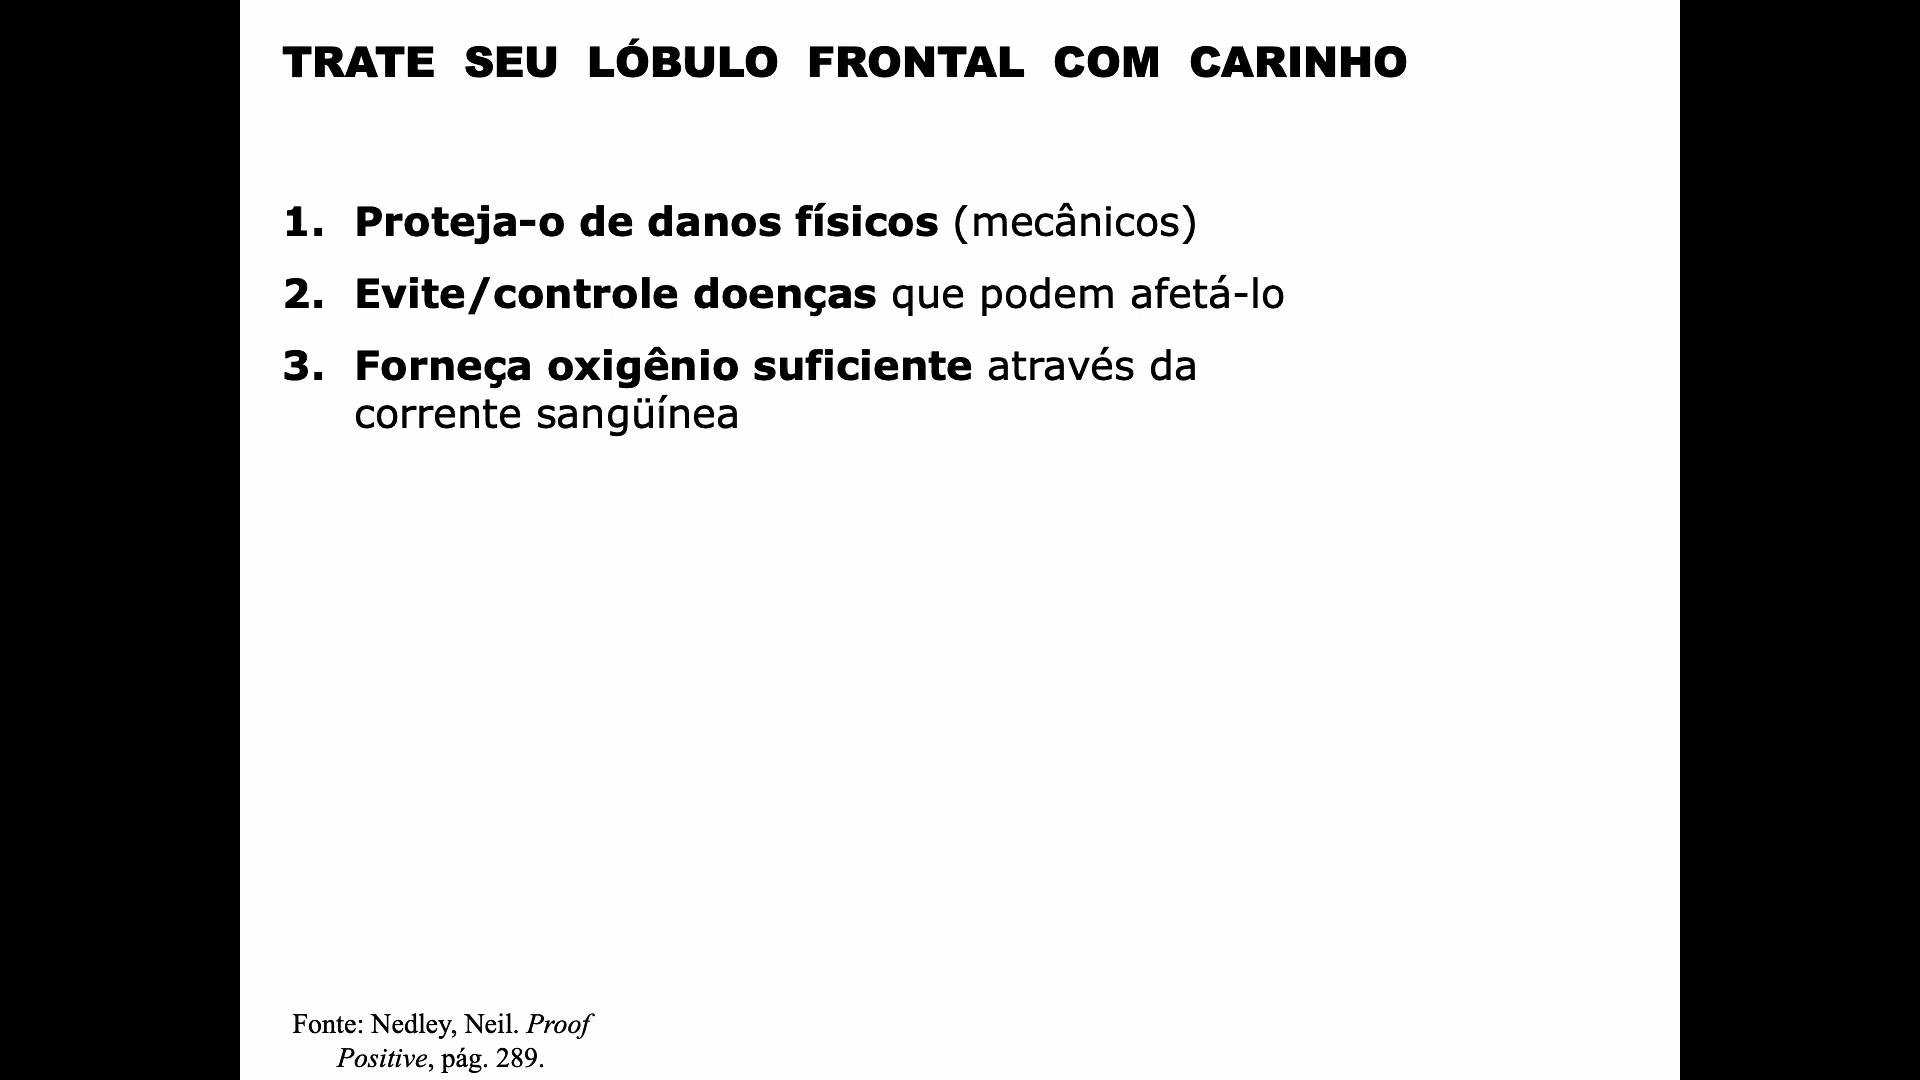 TRATE SEU LÓBULO FRONTAL COM CARINHO
1. Proteja-o de danos físicos (mecânicos)
2. Evite/controle doenças que podem afetá-lo
3. Forneça oxigênio suficiente através da
corrente sangüínea
Fonte: Nedley, Neil. Proof
Positive, pág. 289.